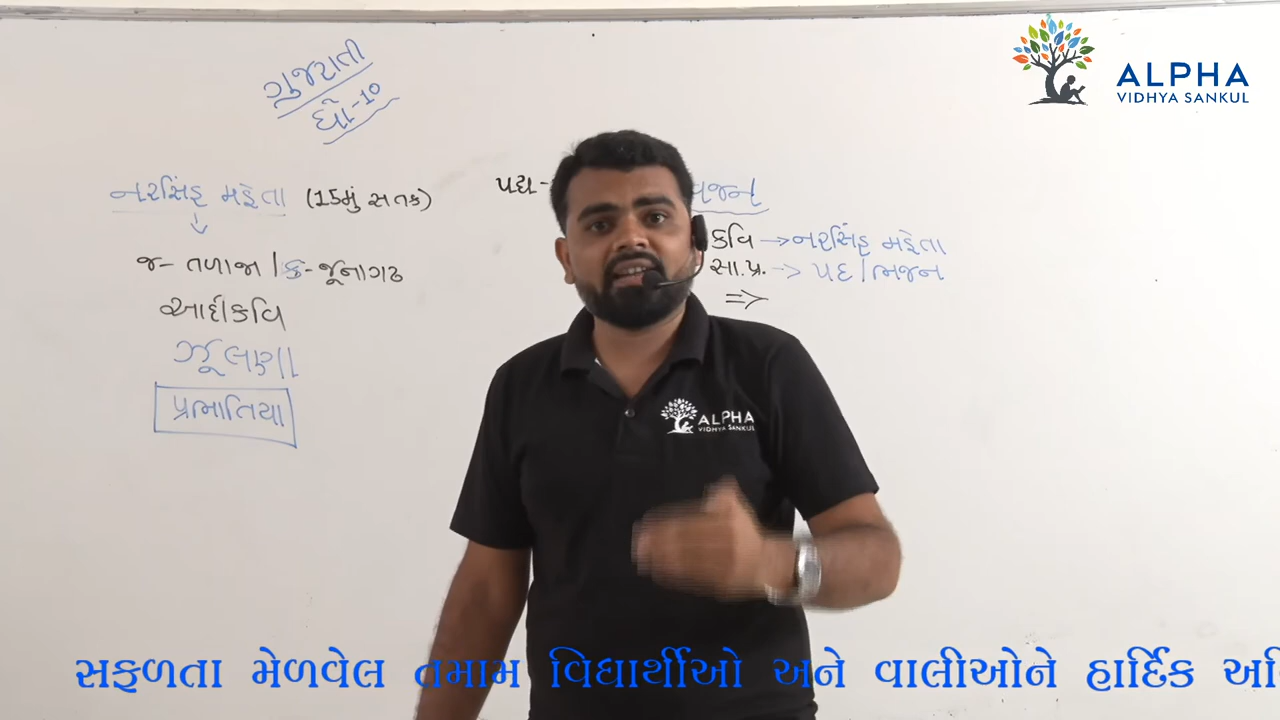 ગુજરાતી
ધો-૧૦
ALPHA
VIDHYA SANKUL
નરસિંહ મહેતા (15મું સતક)
જ- તળાજા / ક-જૂનાગઢ
આદીકવિ
ઝૂલણા
પ્રભાતિયા
પદ્ય-
કવિ → નરસિંહ મહેતા
સા.પ્ર. → પદ / ભજન
⇒
ALPHA
VIDHYA SANKUL
સફળતા મેળવેલ તમામ વિદ્યાર્થીઓ અને વાલીઓને હાર્દિક